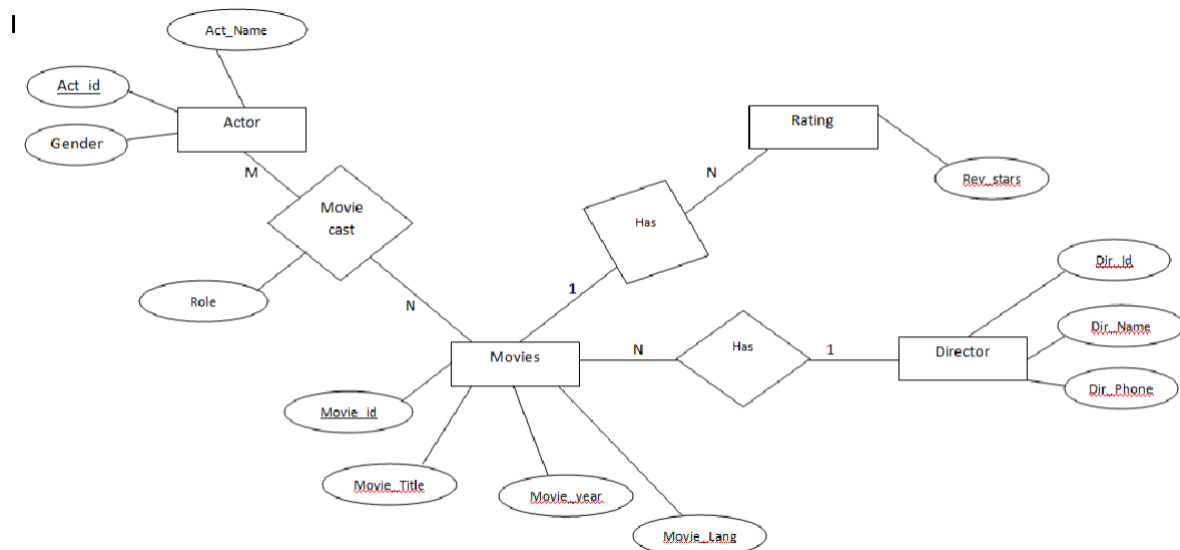 Act_Name
Act_id
Actor
Gender
Rating
M
N
Rev_stars
Movie
cast
Has
Role
N
1
Dir_Id
Dir_Name
Movies
N
Has
1
Director
Dir_Phone
Movie_id
Movie_Title
Movie_year
Movie_Lang